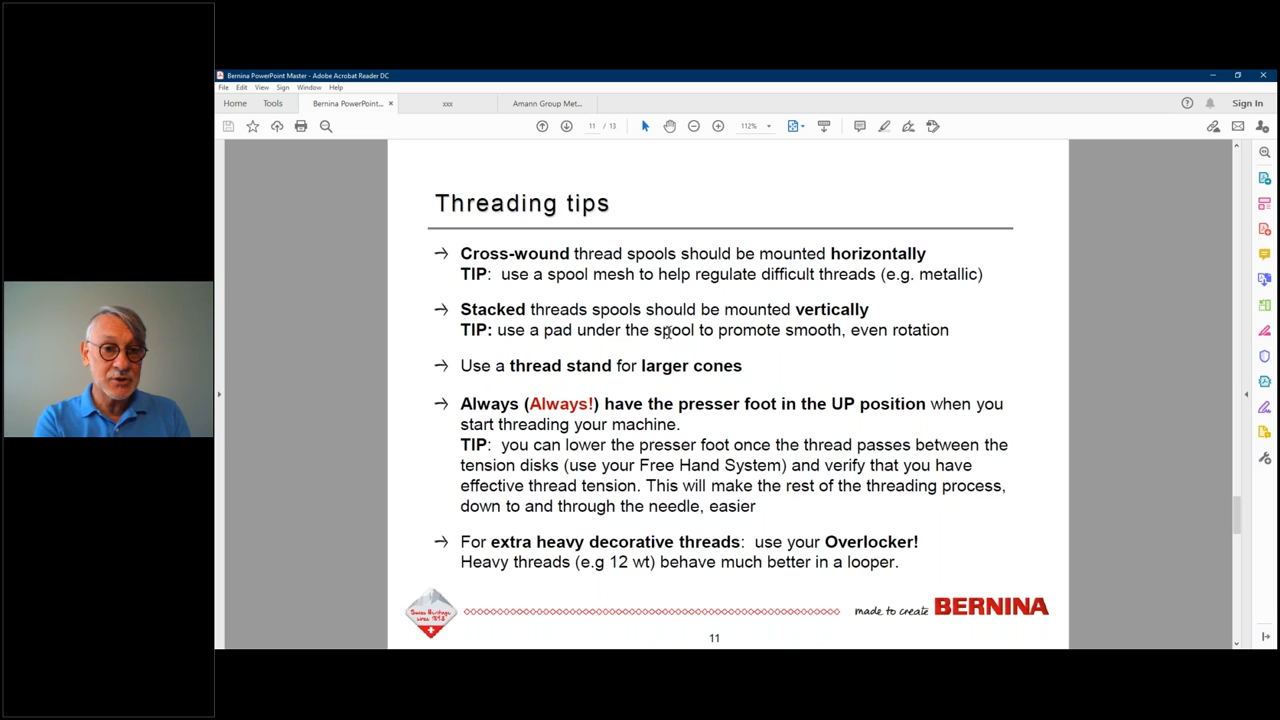 Bernina PowerPoint Master - Adobe Acrobat Reader DC
File Edit View Sign Window Help
Home Tools Bernina PowerPoint... × xxx Amann Group Met... Sign In
11 / 13 112%
Threading tips
→ Cross-wound thread spools should be mounted horizontally
TIP: use a spool mesh to help regulate difficult threads (e.g. metallic)
→ Stacked threads spools should be mounted vertically
TIP: use a pad under the spool to promote smooth, even rotation
→ Use a thread stand for larger cones
→ Always (Always!) have the presser foot in the UP position when you
start threading your machine.
TIP: you can lower the presser foot once the thread passes between the
tension disks (use your Free Hand System) and verify that you have
effective thread tension. This will make the rest of the threading process,
down to and through the needle, easier
→ For extra heavy decorative threads: use your Overlocker!
Heavy threads (e.g 12 wt) behave much better in a looper.
Swiss Heritage
since 1893
made to create BERNINA
11